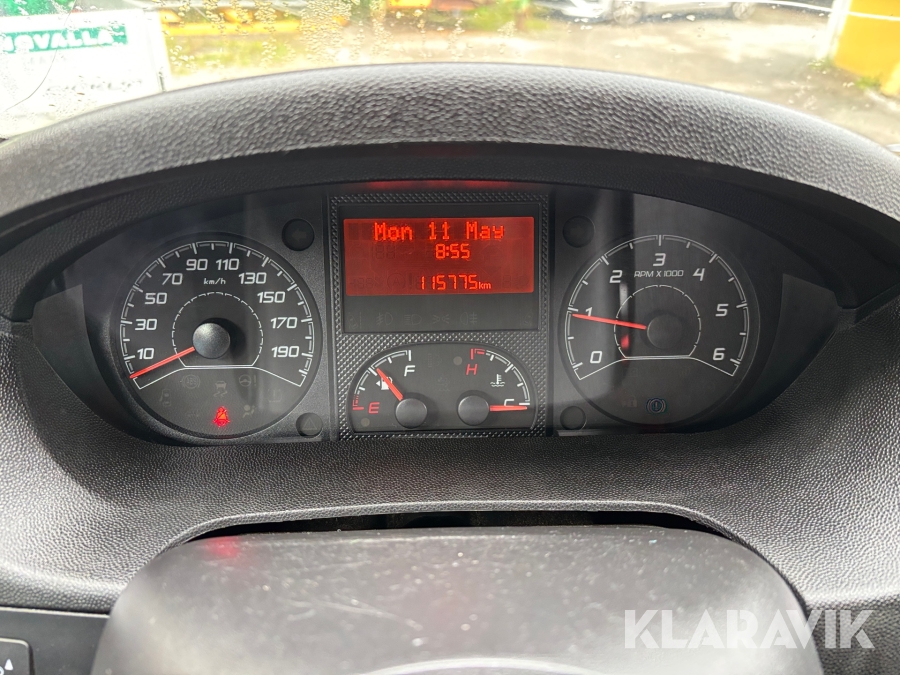 OVALLA
Mon 11 May
8:55
115775km
10 30 50 70 90 110 130 150 170 190
km/h
0 1 2 3 4 5 6
RPM X 1000
E F
H C
KLARAVIK